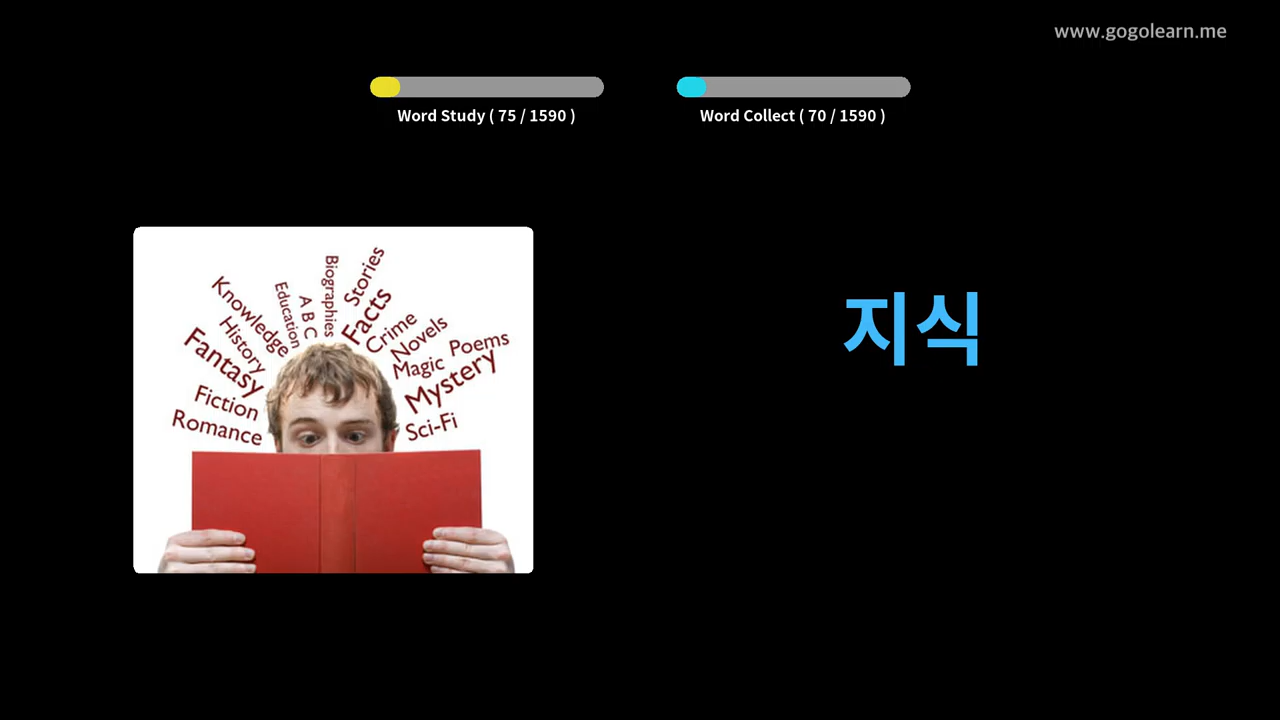 www.gogolearn.me
Word Study ( 75 / 1590 )
Word Collect ( 70 / 1590 )
Romance
Fiction
Fantasy
History
Knowledge
Education
A B C
Biographies
Stories
Facts
Crime
Novels
Magic
Poems
Mystery
Sci-Fi
지식